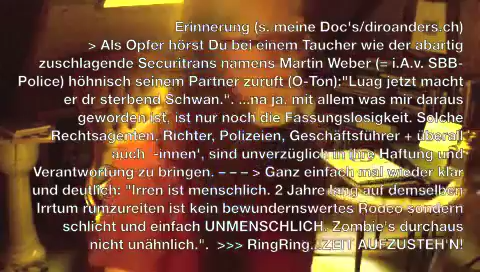 Erinnerung (s. meine Doc's/diroanders.ch)
> Als Opfer hörst Du bei einem Taucher wie der abartig
zuschlagende Securitrans namens Martin Weber (= i.A.v. SBB-
Police) höhnisch seinem Partner zuruft (O-Ton):"Luag jetzt macht
er dr sterbend Schwan.". ...na ja. mit allem was mir daraus
geworden ist, ist nur noch die Fassungslosigkeit. Solche
Rechtsagenten, Richter, Polizeien, Geschäftsführer + überall
auch '-innen', sind unverzüglich in ihre Haftung und
Verantwortung zu bringen. – – – > Ganz einfach mal wieder klar
und deutlich: "Irren ist menschlich. 2 Jahre lang auf demselben
Irrtum rumzureiten ist kein bewundernswertes Rodeo sondern
schlicht und einfach UNMENSCHLICH. Zombie's durchaus
nicht unähnlich.". >>> RingRing...ZEIT AUFZUSTEH'N!